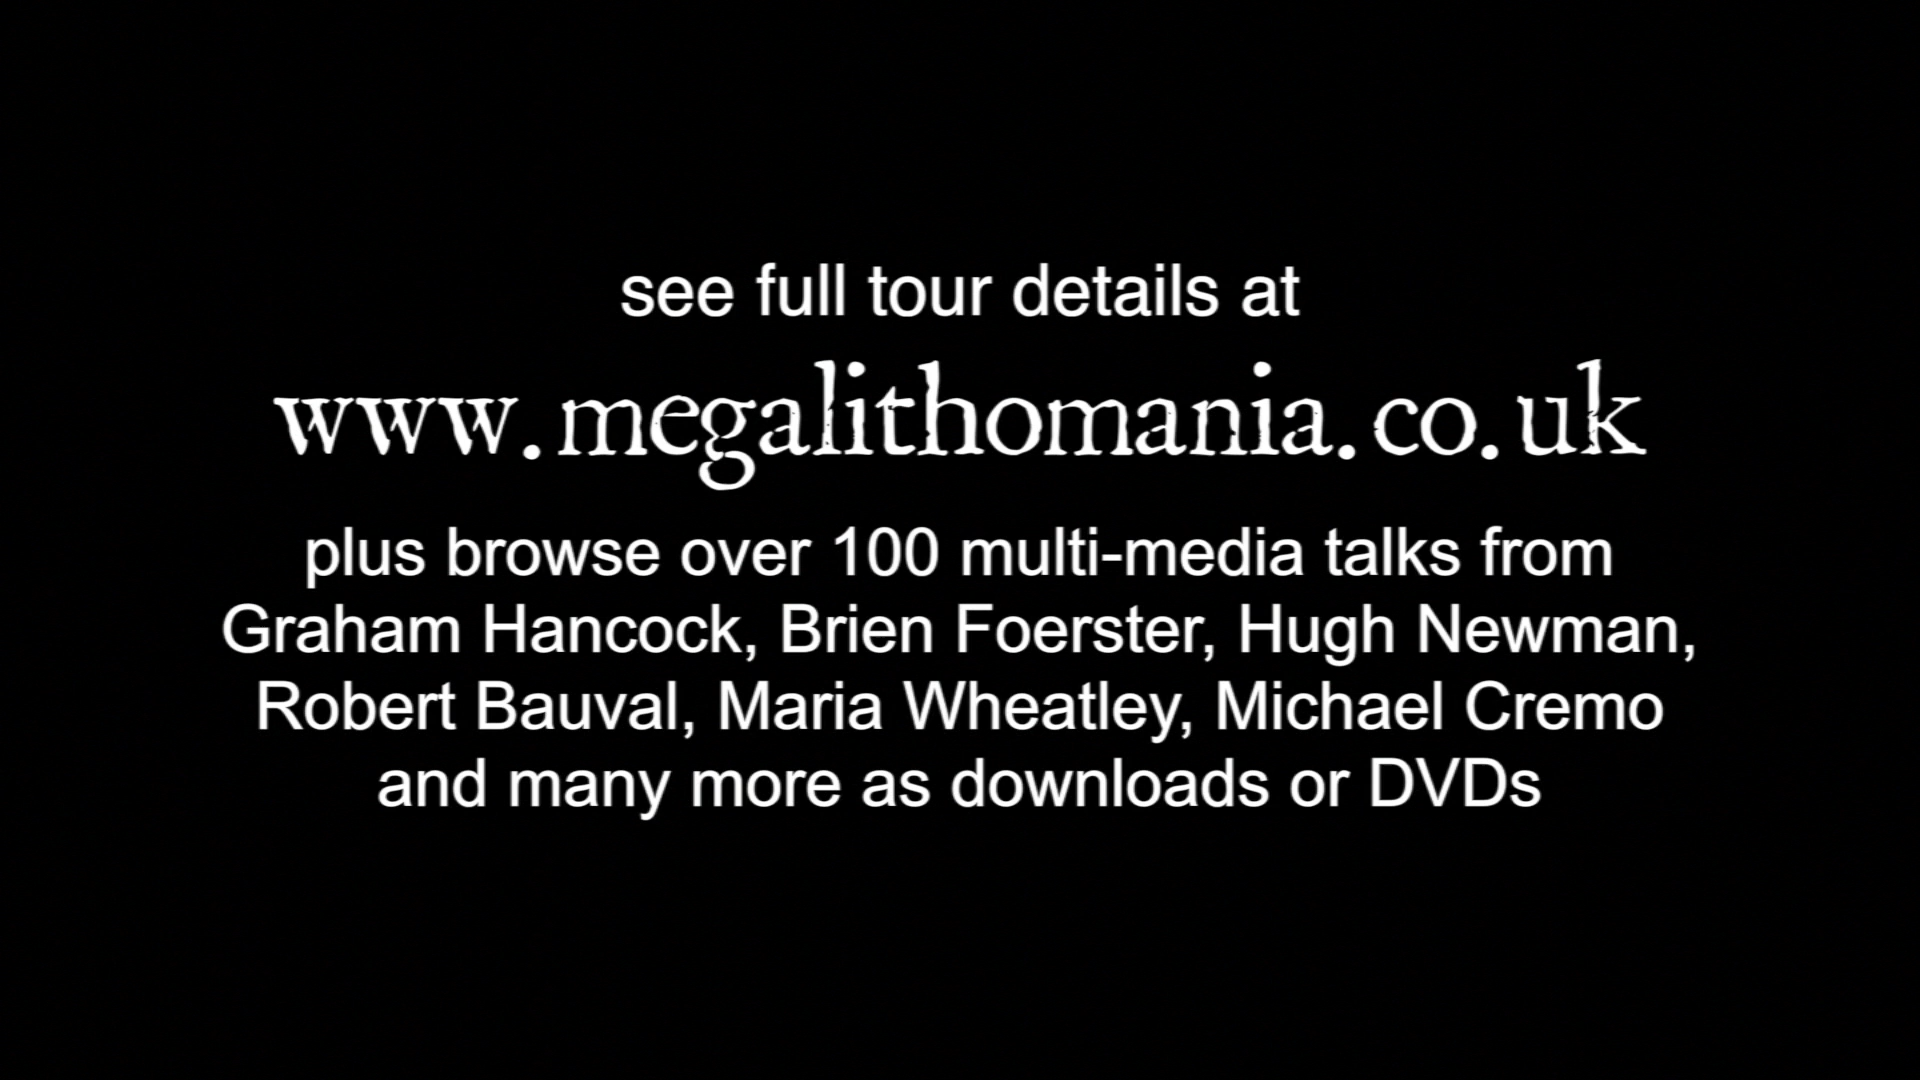 see full tour details at
www.megalithomania.co.uk
plus browse over 100 multi-media talks from
Graham Hancock, Brien Foerster, Hugh Newman,
Robert Bauval, Maria Wheatley, Michael Cremo
and many more as downloads or DVDs